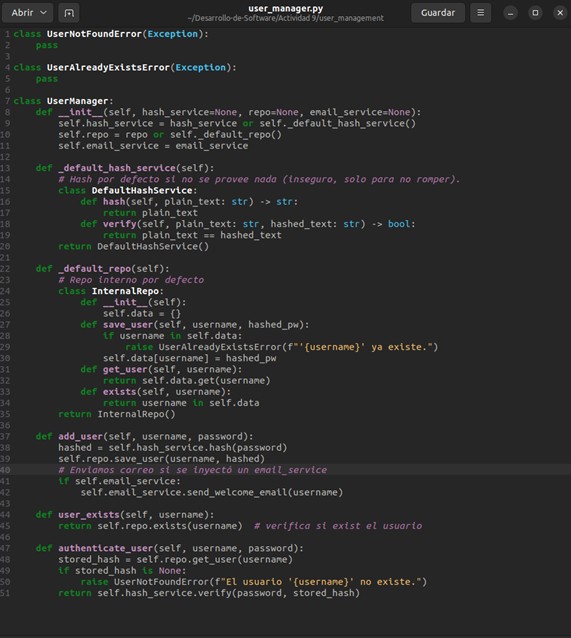 Abrir
user_manager.py
~/Desarrollo-de-Software/Actividad 9/user_management
Guardar
1 class UserNotFoundError(Exception):
2     pass
3
4 class UserAlreadyExistsError(Exception):
5     pass
6
7 class UserManager:
8     def __init__(self, hash_service=None, repo=None, email_service=None):
9         self.hash_service = hash_service or self._default_hash_service()
10         self.repo = repo or self._default_repo()
11         self.email_service = email_service
12
13     def _default_hash_service(self):
14         # Hash por defecto si no se provee nada (inseguro, solo para no romper).
15         class DefaultHashService:
16             def hash(self, plain_text: str) -> str:
17                 return plain_text
18             def verify(self, plain_text: str, hashed_text: str) -> bool:
19                 return plain_text == hashed_text
20         return DefaultHashService()
21
22     def _default_repo(self):
23         # Repo interno por defecto
24         class InternalRepo:
25             def __init__(self):
26                 self.data = {}
27             def save_user(self, username, hashed_pw):
28                 if username in self.data:
29                     raise UserAlreadyExistsError(f"'{username}' ya existe.")
30                 self.data[username] = hashed_pw
31             def get_user(self, username):
32                 return self.data.get(username)
33             def exists(self, username):
34                 return username in self.data
35         return InternalRepo()
36
37     def add_user(self, username, password):
38         hashed = self.hash_service.hash(password)
39         self.repo.save_user(username, hashed)
40         # Enviamos correo si se inyectó un email_service
41         if self.email_service:
42             self.email_service.send_welcome_email(username)
43
44     def user_exists(self, username):
45         return self.repo.exists(username)  # verifica si exist el usuario
46
47     def authenticate_user(self, username, password):
48         stored_hash = self.repo.get_user(username)
49         if stored_hash is None:
50             raise UserNotFoundError(f"El usuario '{username}' no existe.")
51         return self.hash_service.verify(password, stored_hash)